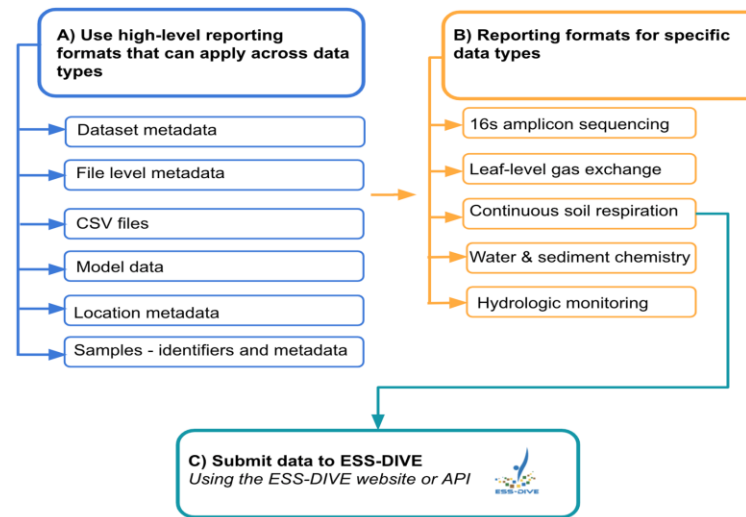 A) Use high-level reporting
formats that can apply across data
types
Dataset metadata
File level metadata
CSV files
Model data
Location metadata
Samples - identifiers and metadata
B) Reporting formats for specific
data types
16s amplicon sequencing
Leaf-level gas exchange
Continuous soil respiration
Water & sediment chemistry
Hydrologic monitoring
C) Submit data to ESS-DIVE
Using the ESS-DIVE website or API
ESS-DIVE